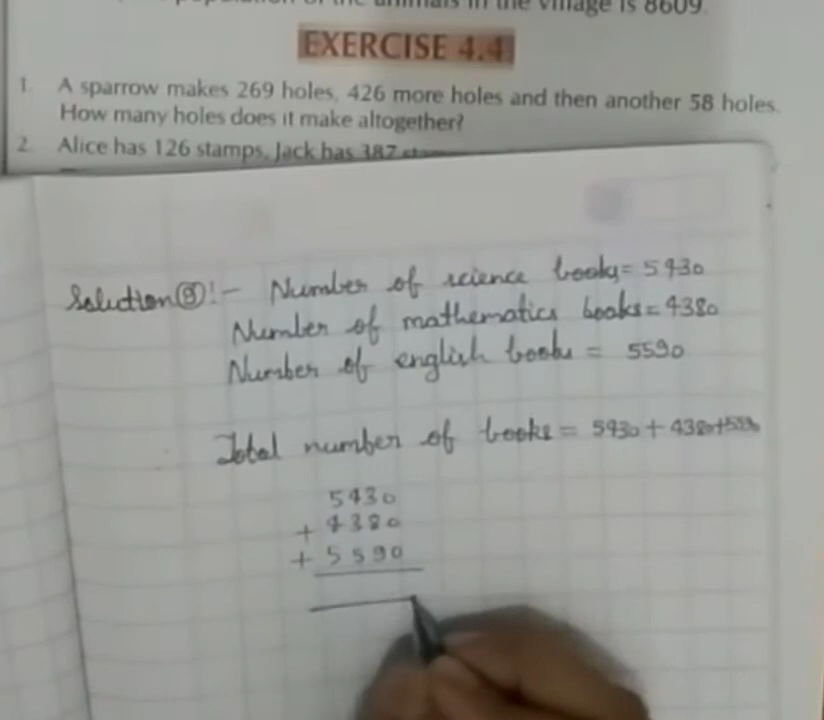 population of the animals in the village is 8609.
EXERCISE 4.4
1. A sparrow makes 269 holes, 426 more holes and then another 58 holes.
How many holes does it make altogether?
2. Alice has 126 stamps, Jack has 387
Solution ③:- Number of science books = 5430
Number of mathematics books = 4380
Number of english books = 5590
Total number of books = 5430 + 4380 + 5590
5430
+ 4380
+ 5590